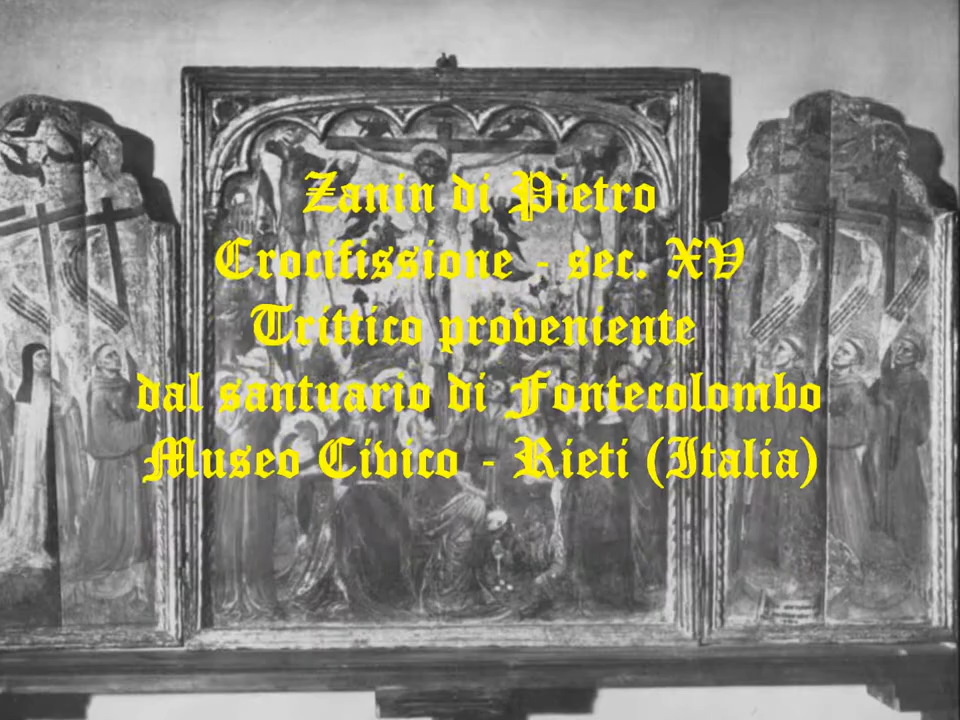 Zanin di Pietro
Crocifissione - sec. XV
Trittico proveniente
dal santuario di Fontecolombo
Museo Civico - Rieti (Italia)